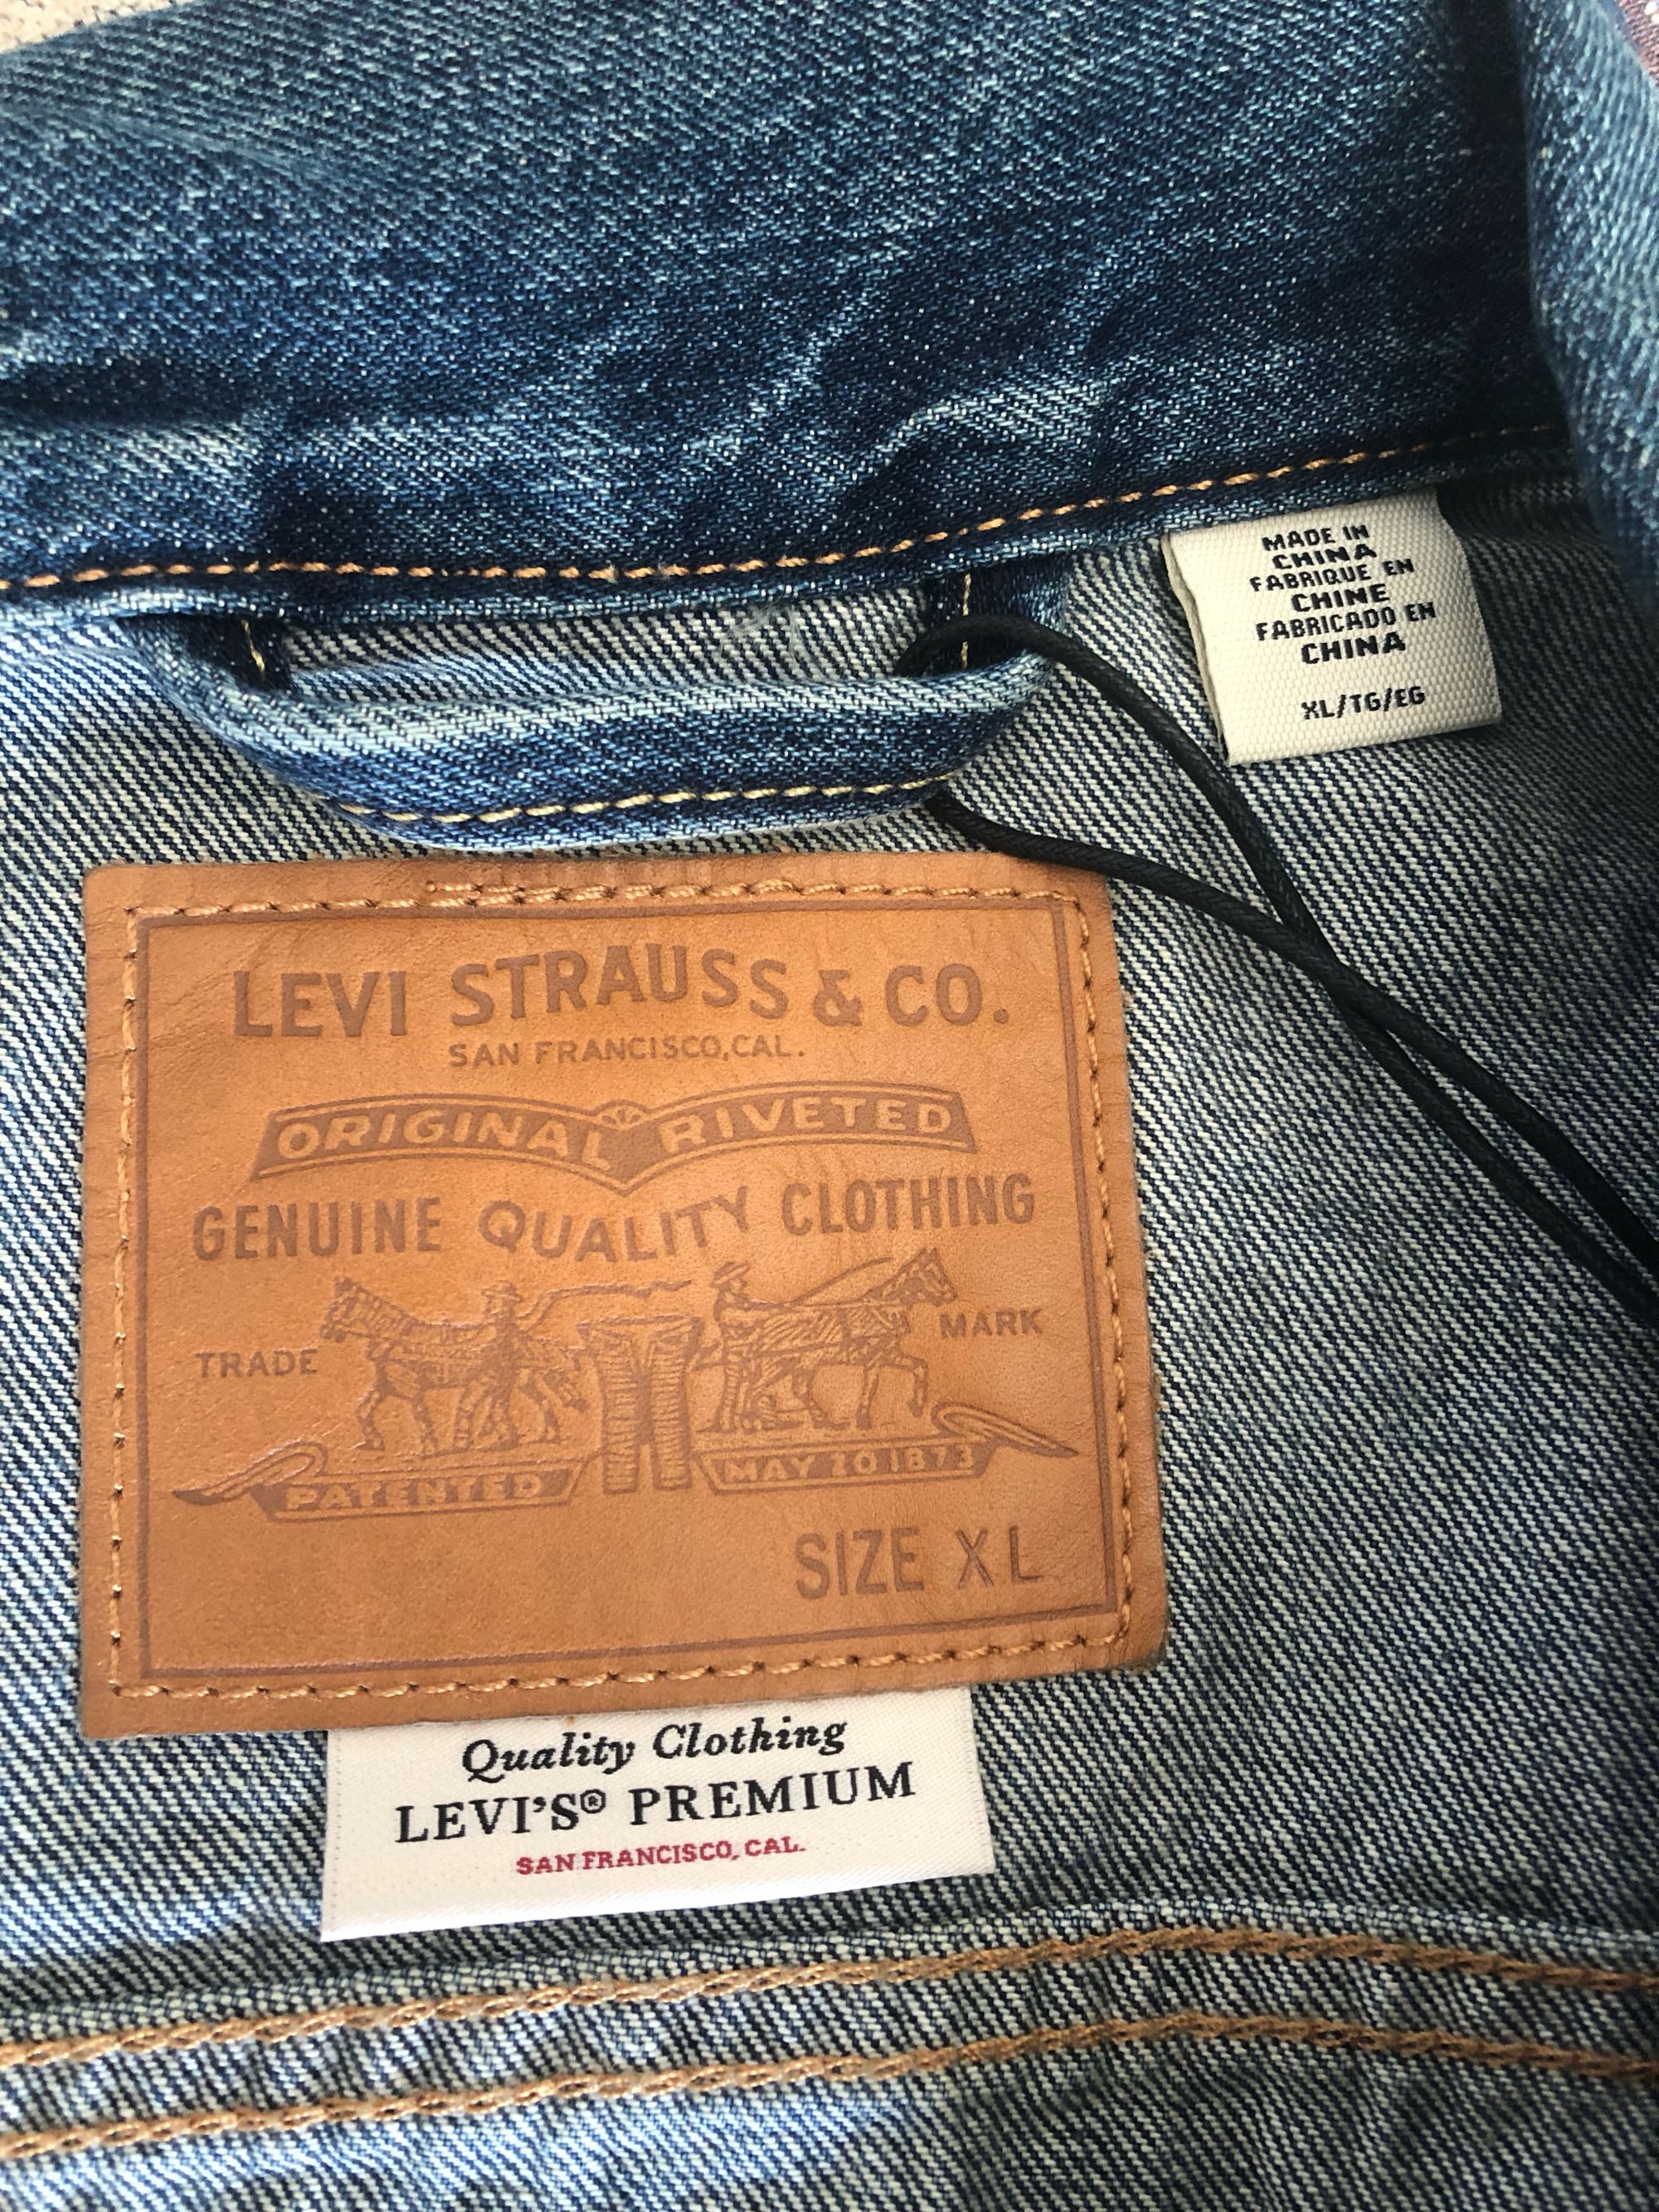 MADE IN
CHINA
FABRIQUE EN
CHINE
FABRICADO EN
CHINA
XL/TG/EG
LEVI STRAUSS & CO.
SAN FRANCISCO, CAL.
ORIGINAL RIVETED
GENUINE QUALITY CLOTHING
TRADE MARK
PATENTED MAY 20 1873
SIZE XL
Quality Clothing
LEVI'S® PREMIUM
SAN FRANCISCO, CAL.